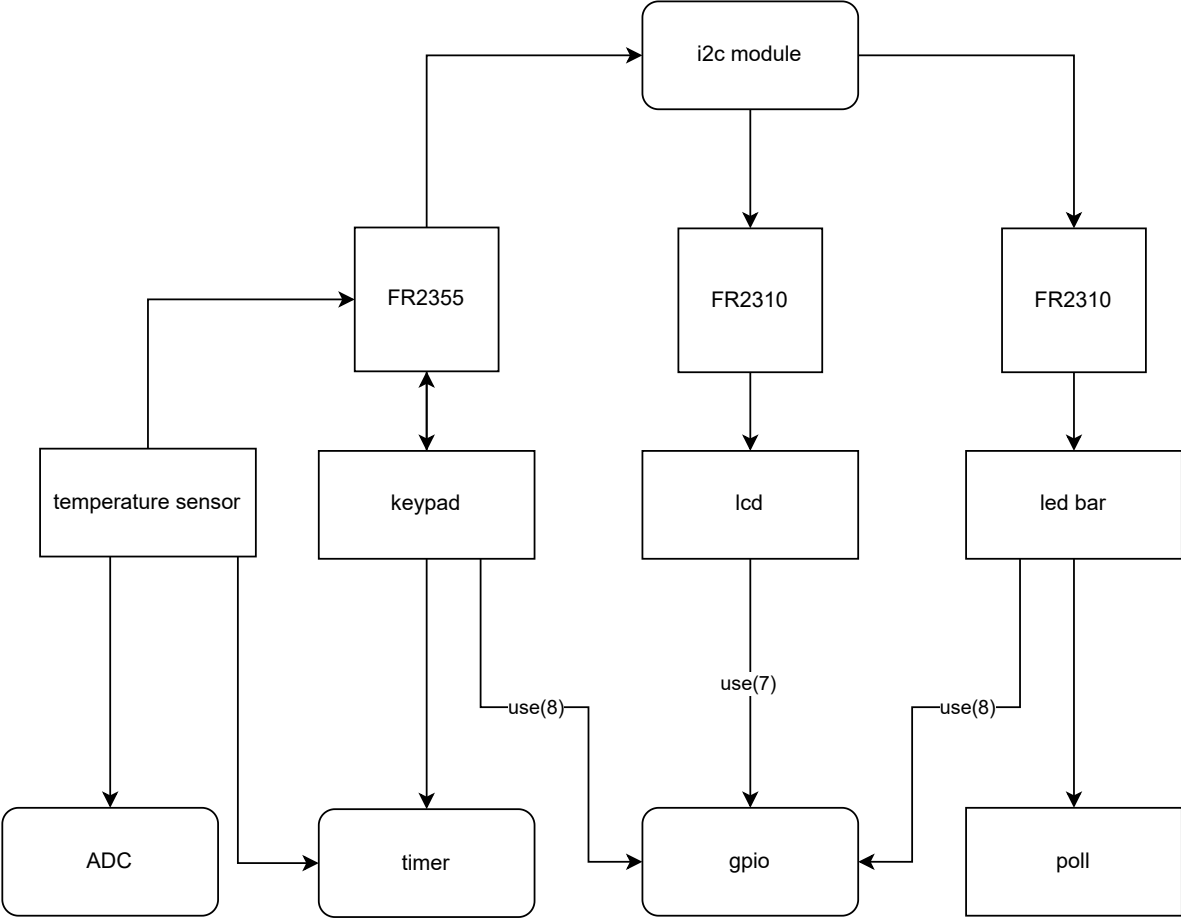 i2c module
FR2355
FR2310
FR2310
temperature sensor
keypad
lcd
led bar
use(7)
use(8)
use(8)
ADC
timer
gpio
poll